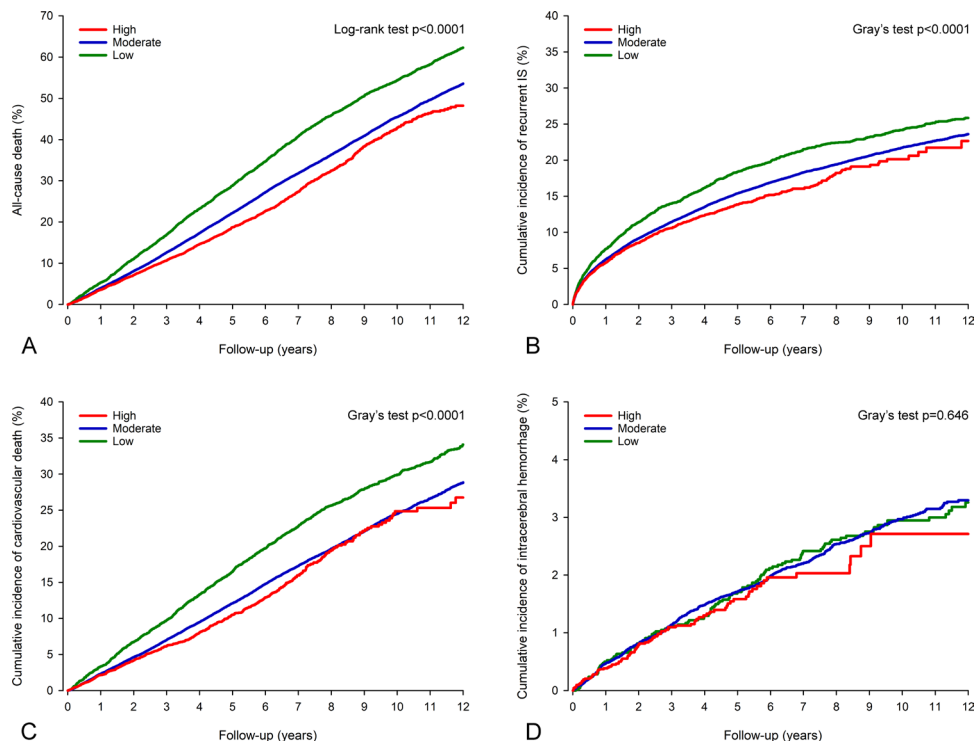 High
Moderate
Low
Log-rank test p<0.0001
All-cause death (%)
70
60
50
40
30
20
10
0
0 1 2 3 4 5 6 7 8 9 10 11 12
Follow-up (years)
A
High
Moderate
Low
Gray's test p<0.0001
Cumulative incidence of recurrent IS (%)
40
35
30
25
20
15
10
5
0
0 1 2 3 4 5 6 7 8 9 10 11 12
Follow-up (years)
B
High
Moderate
Low
Gray's test p<0.0001
Cumulative incidence of cardiovascular death (%)
40
35
30
25
20
15
10
5
0
0 1 2 3 4 5 6 7 8 9 10 11 12
Follow-up (years)
C
High
Moderate
Low
Gray's test p=0.646
Cumulative incidence of intracerebral hemorrhage (%)
5
4
3
2
1
0
0 1 2 3 4 5 6 7 8 9 10 11 12
Follow-up (years)
D